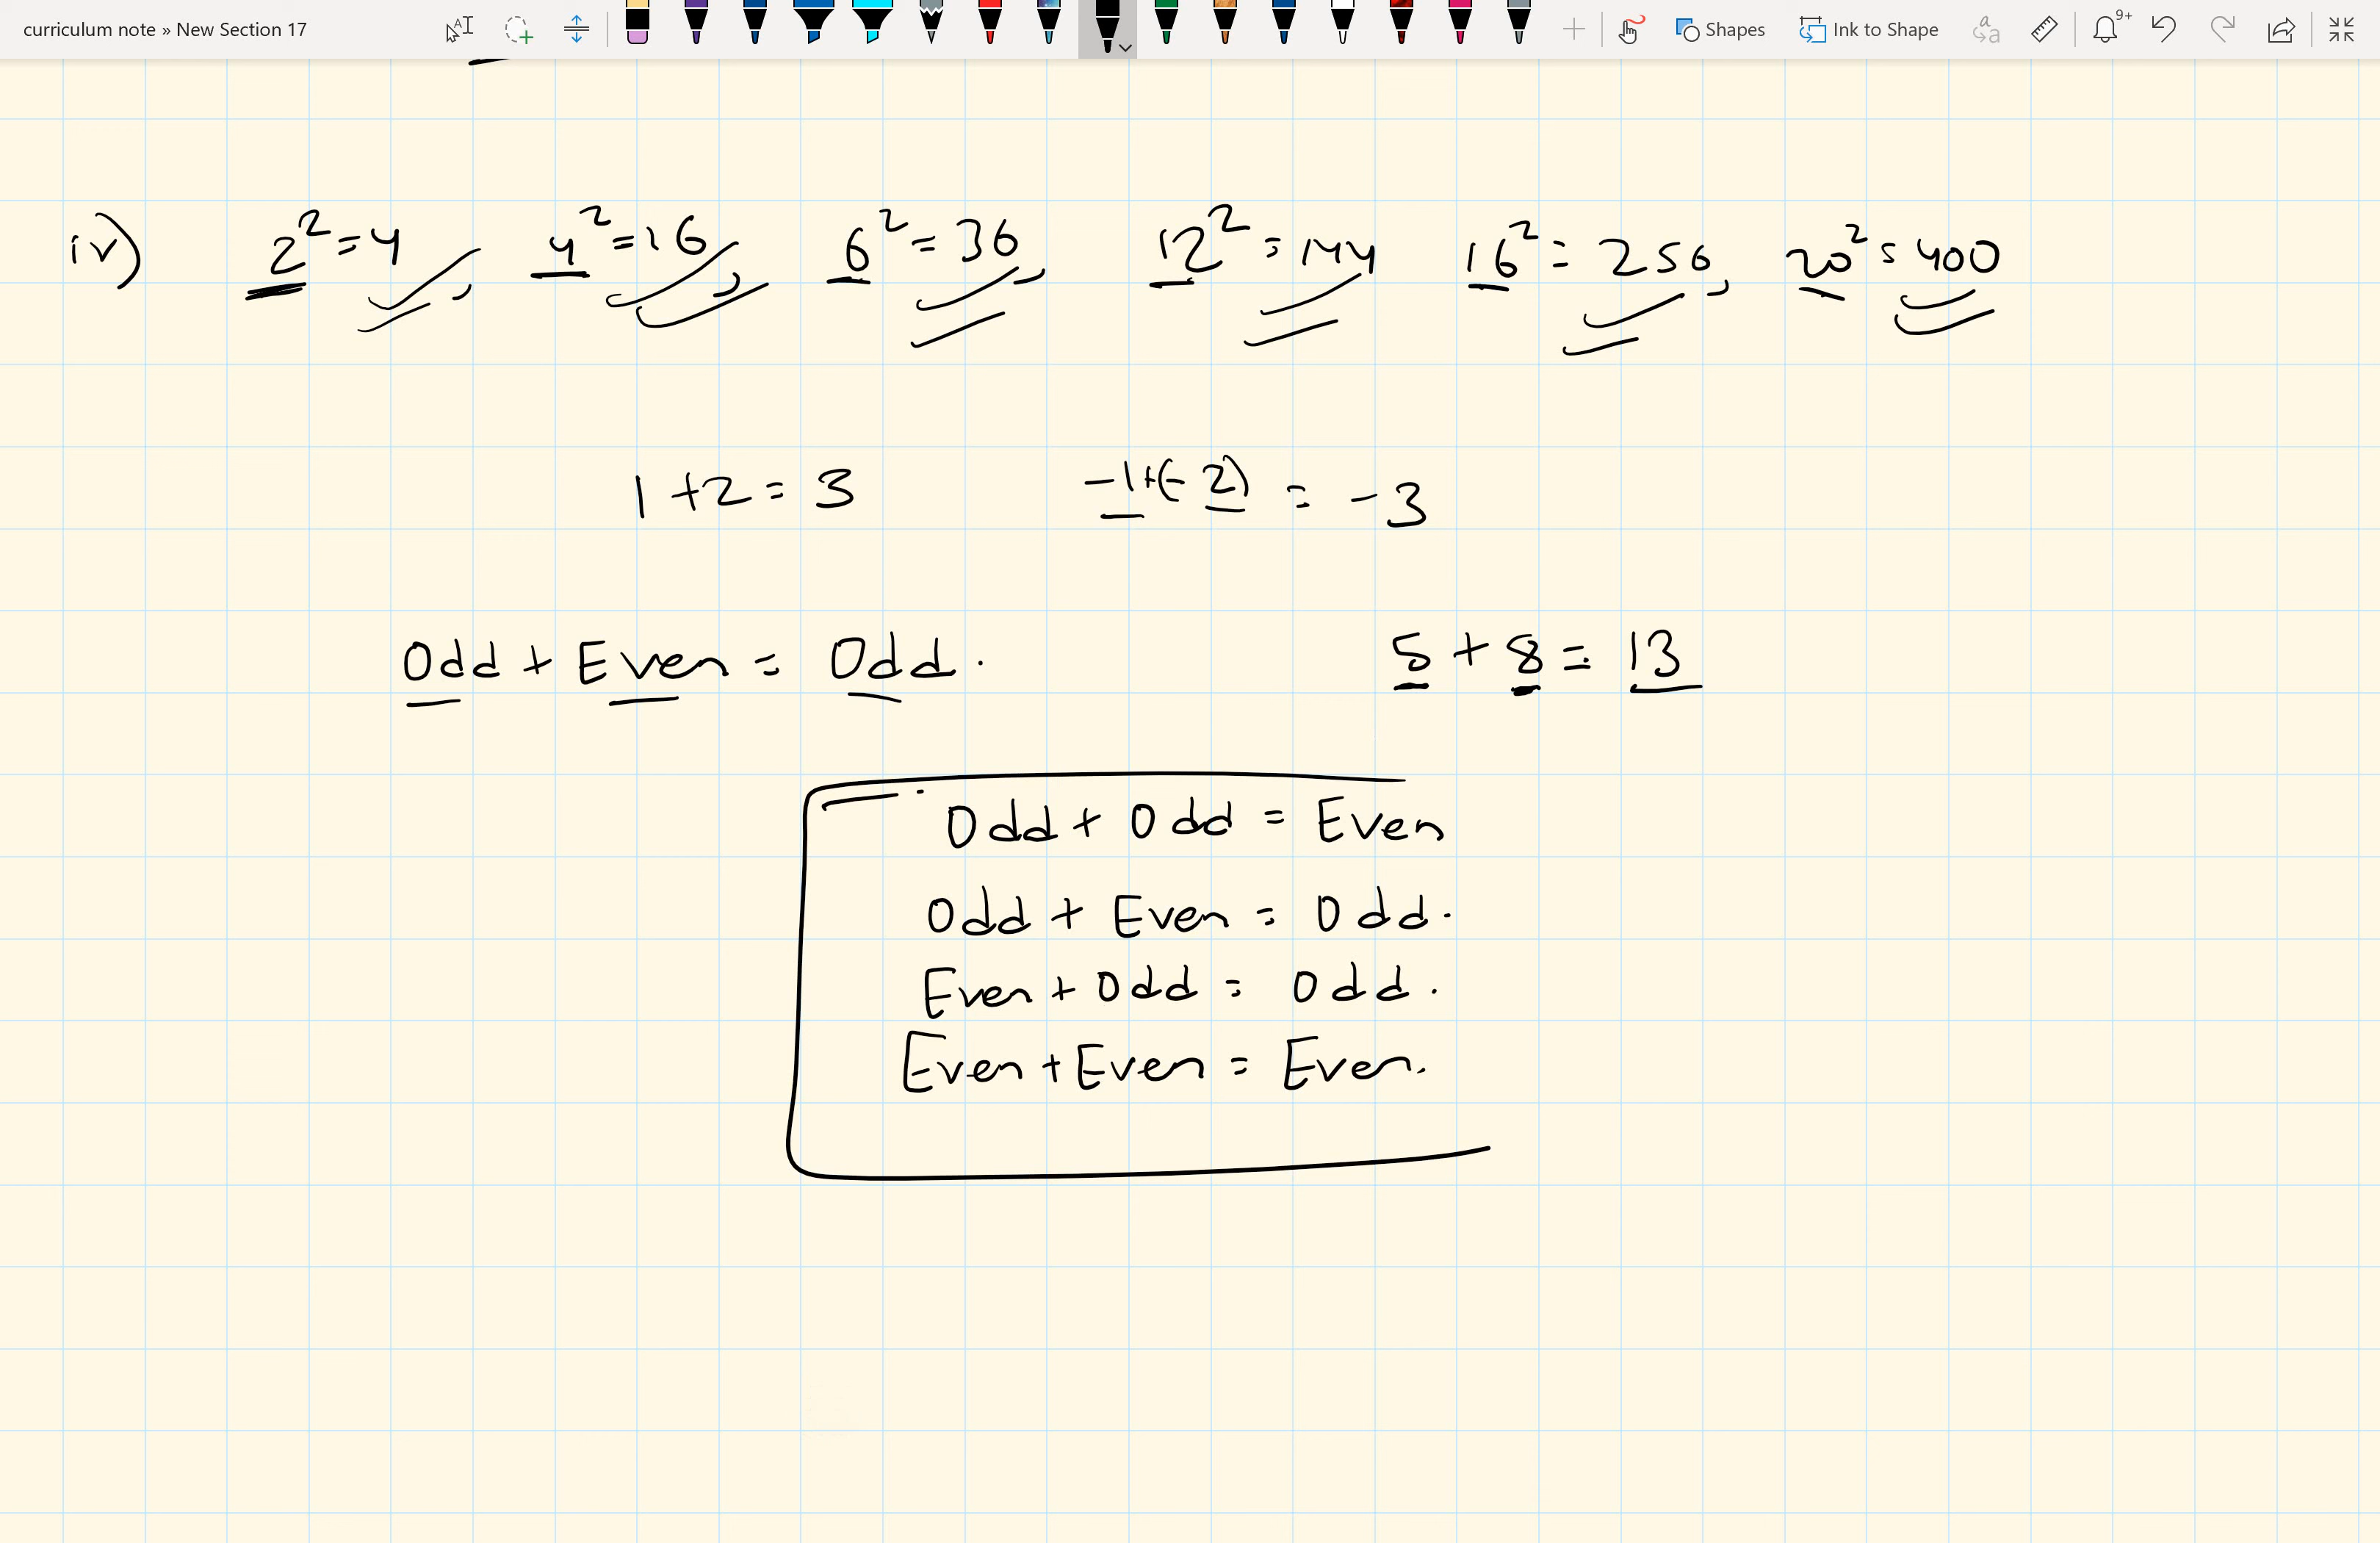 curriculum note » New Section 17
Shapes Ink to Shape 9+
iv) 2² = 4, 4² = 16, 6² = 36, 12² = 144 16² = 256, 20² = 400
1 + 2 = 3 -1 + (-2) = -3
Odd + Even = Odd. 5 + 8 = 13
Odd + Odd = Even
Odd + Even = Odd.
Even + Odd = Odd.
Even + Even = Even.